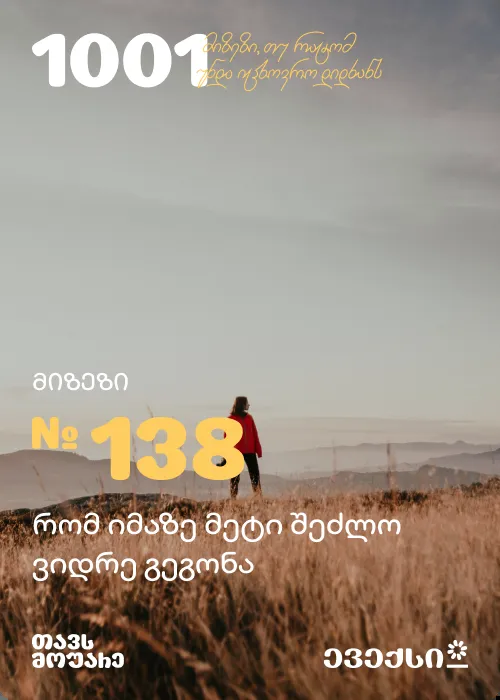 1001 მიზეზი, თუ რატომ
უნდა იცხოვრო დიდხანს
მიზეზი
№ 138
რომ იმაზე მეტი შეძლო
ვიდრე გეგონა
თავს
მოუარე
ევექსი